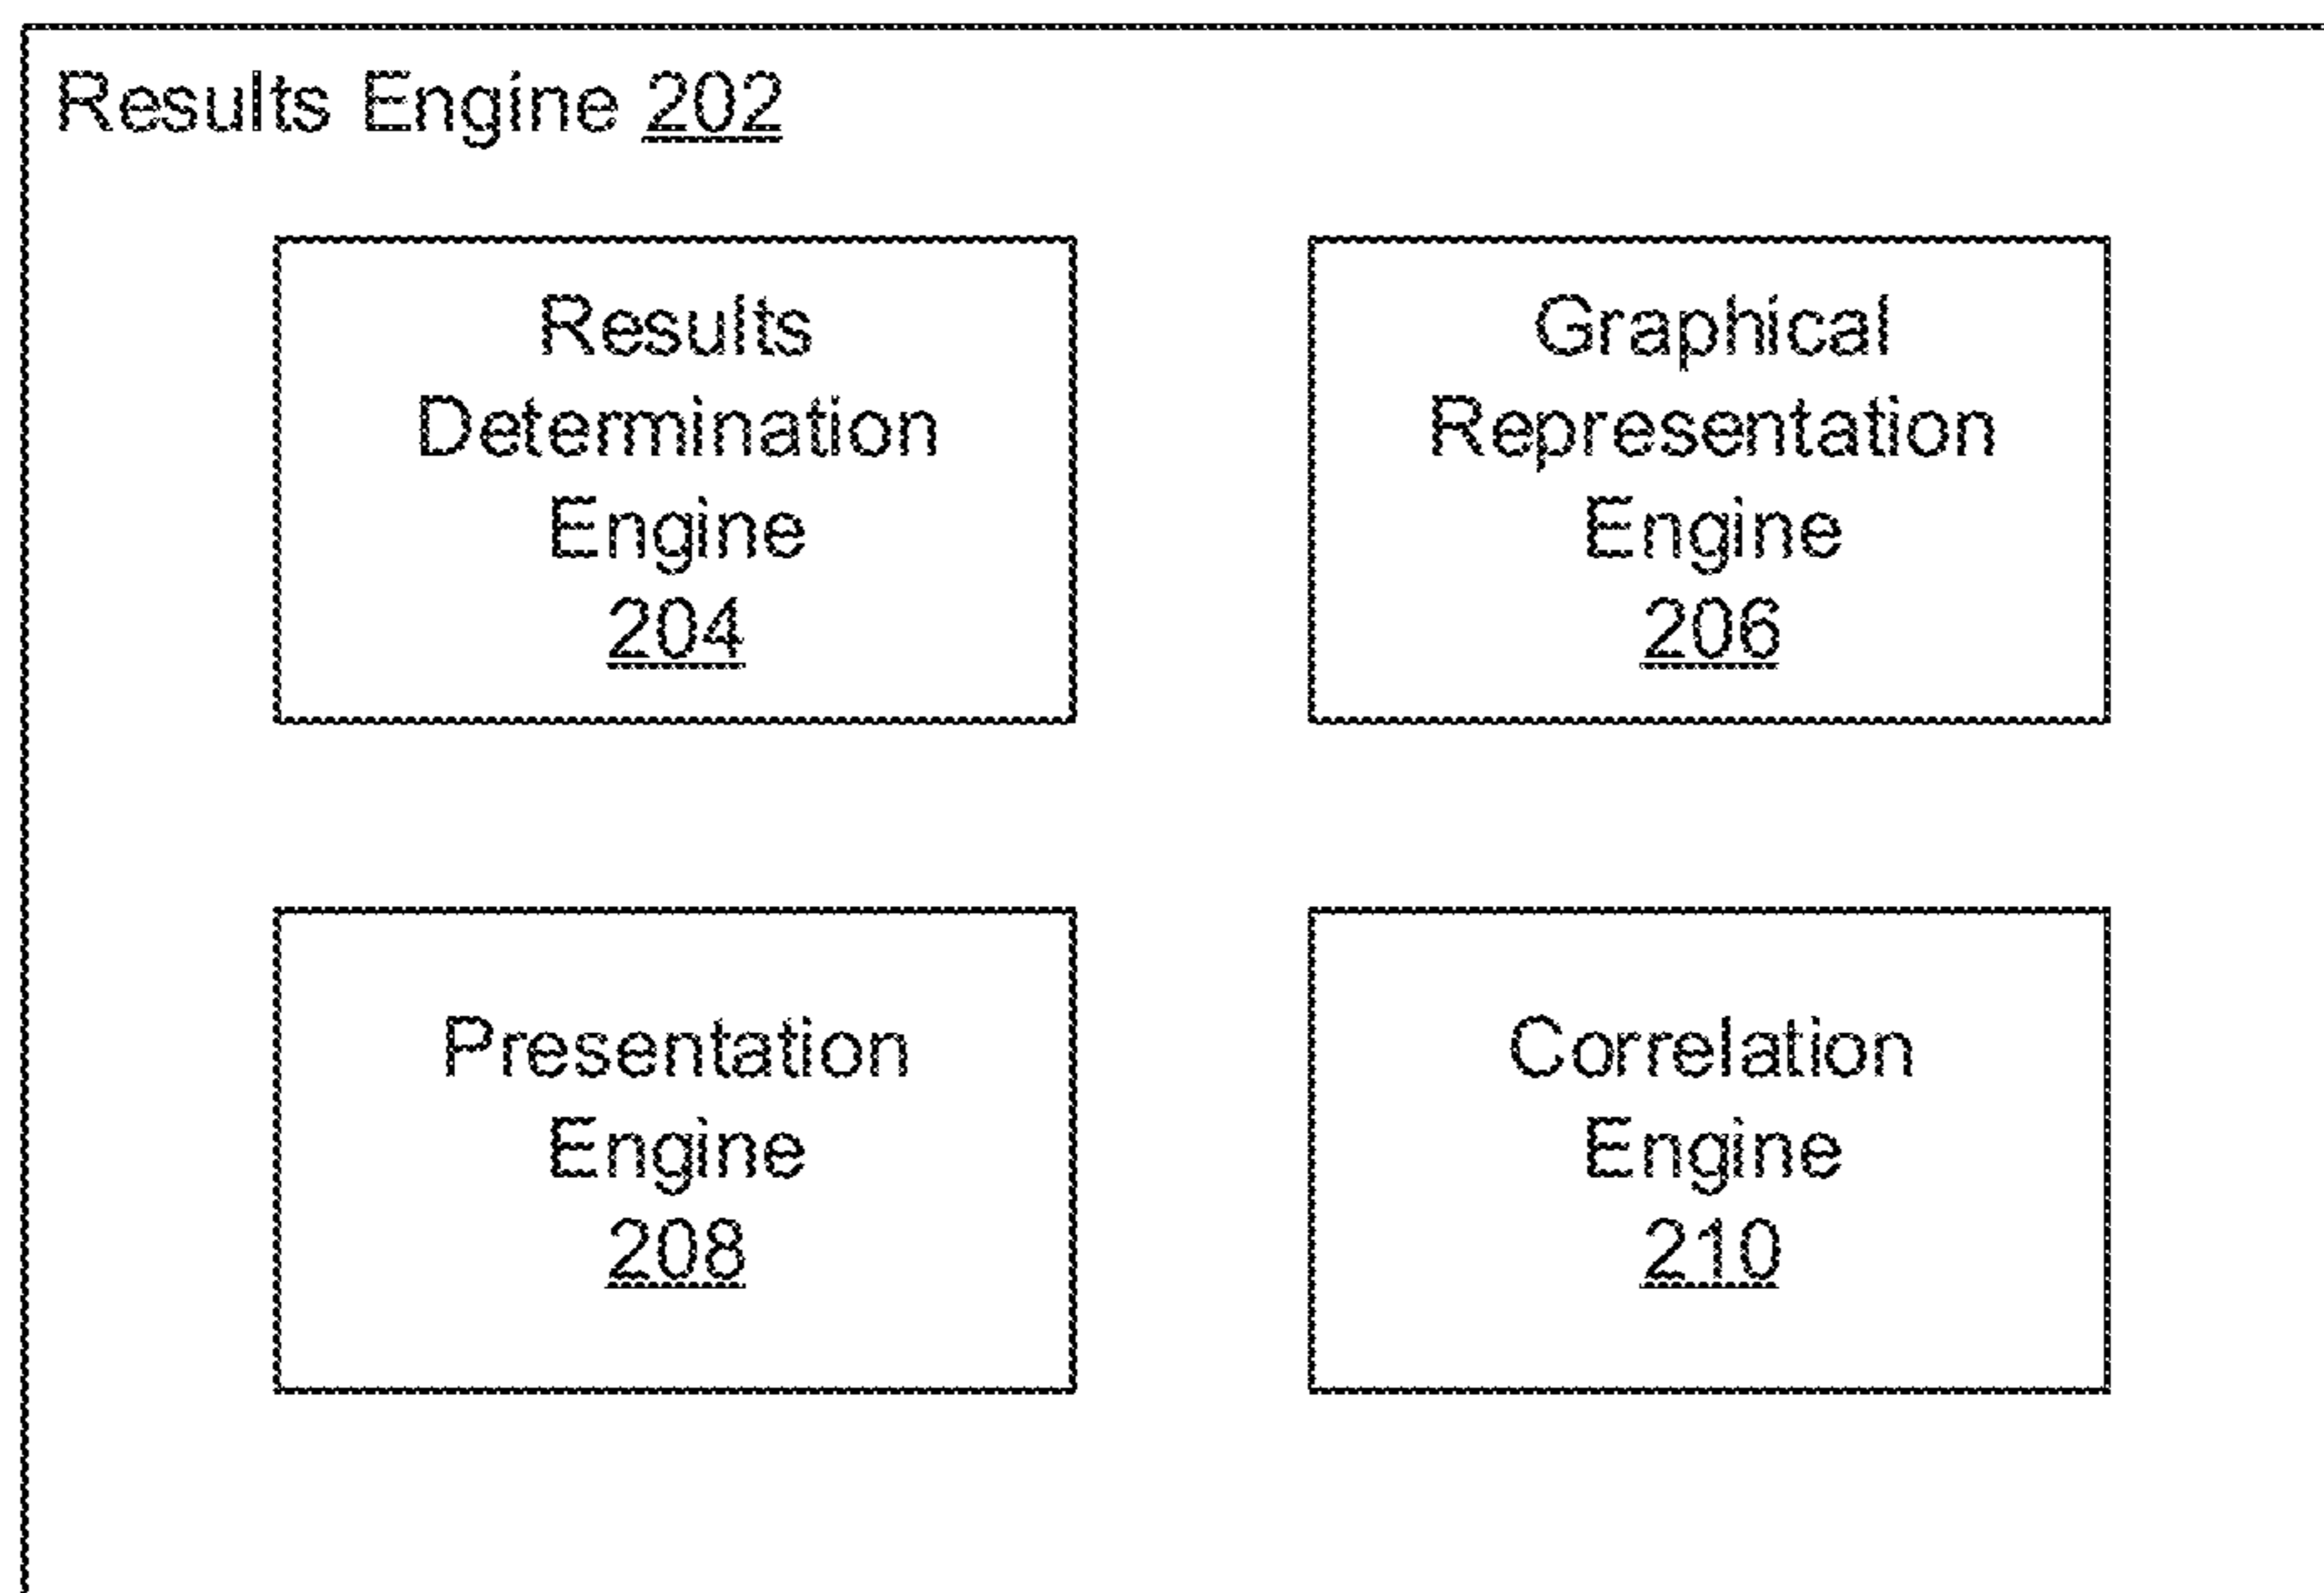 Results Engine 202
Results
Determination
Engine
204
Graphical
Representation
Engine
206
Presentation
Engine
208
Correlation
Engine
210